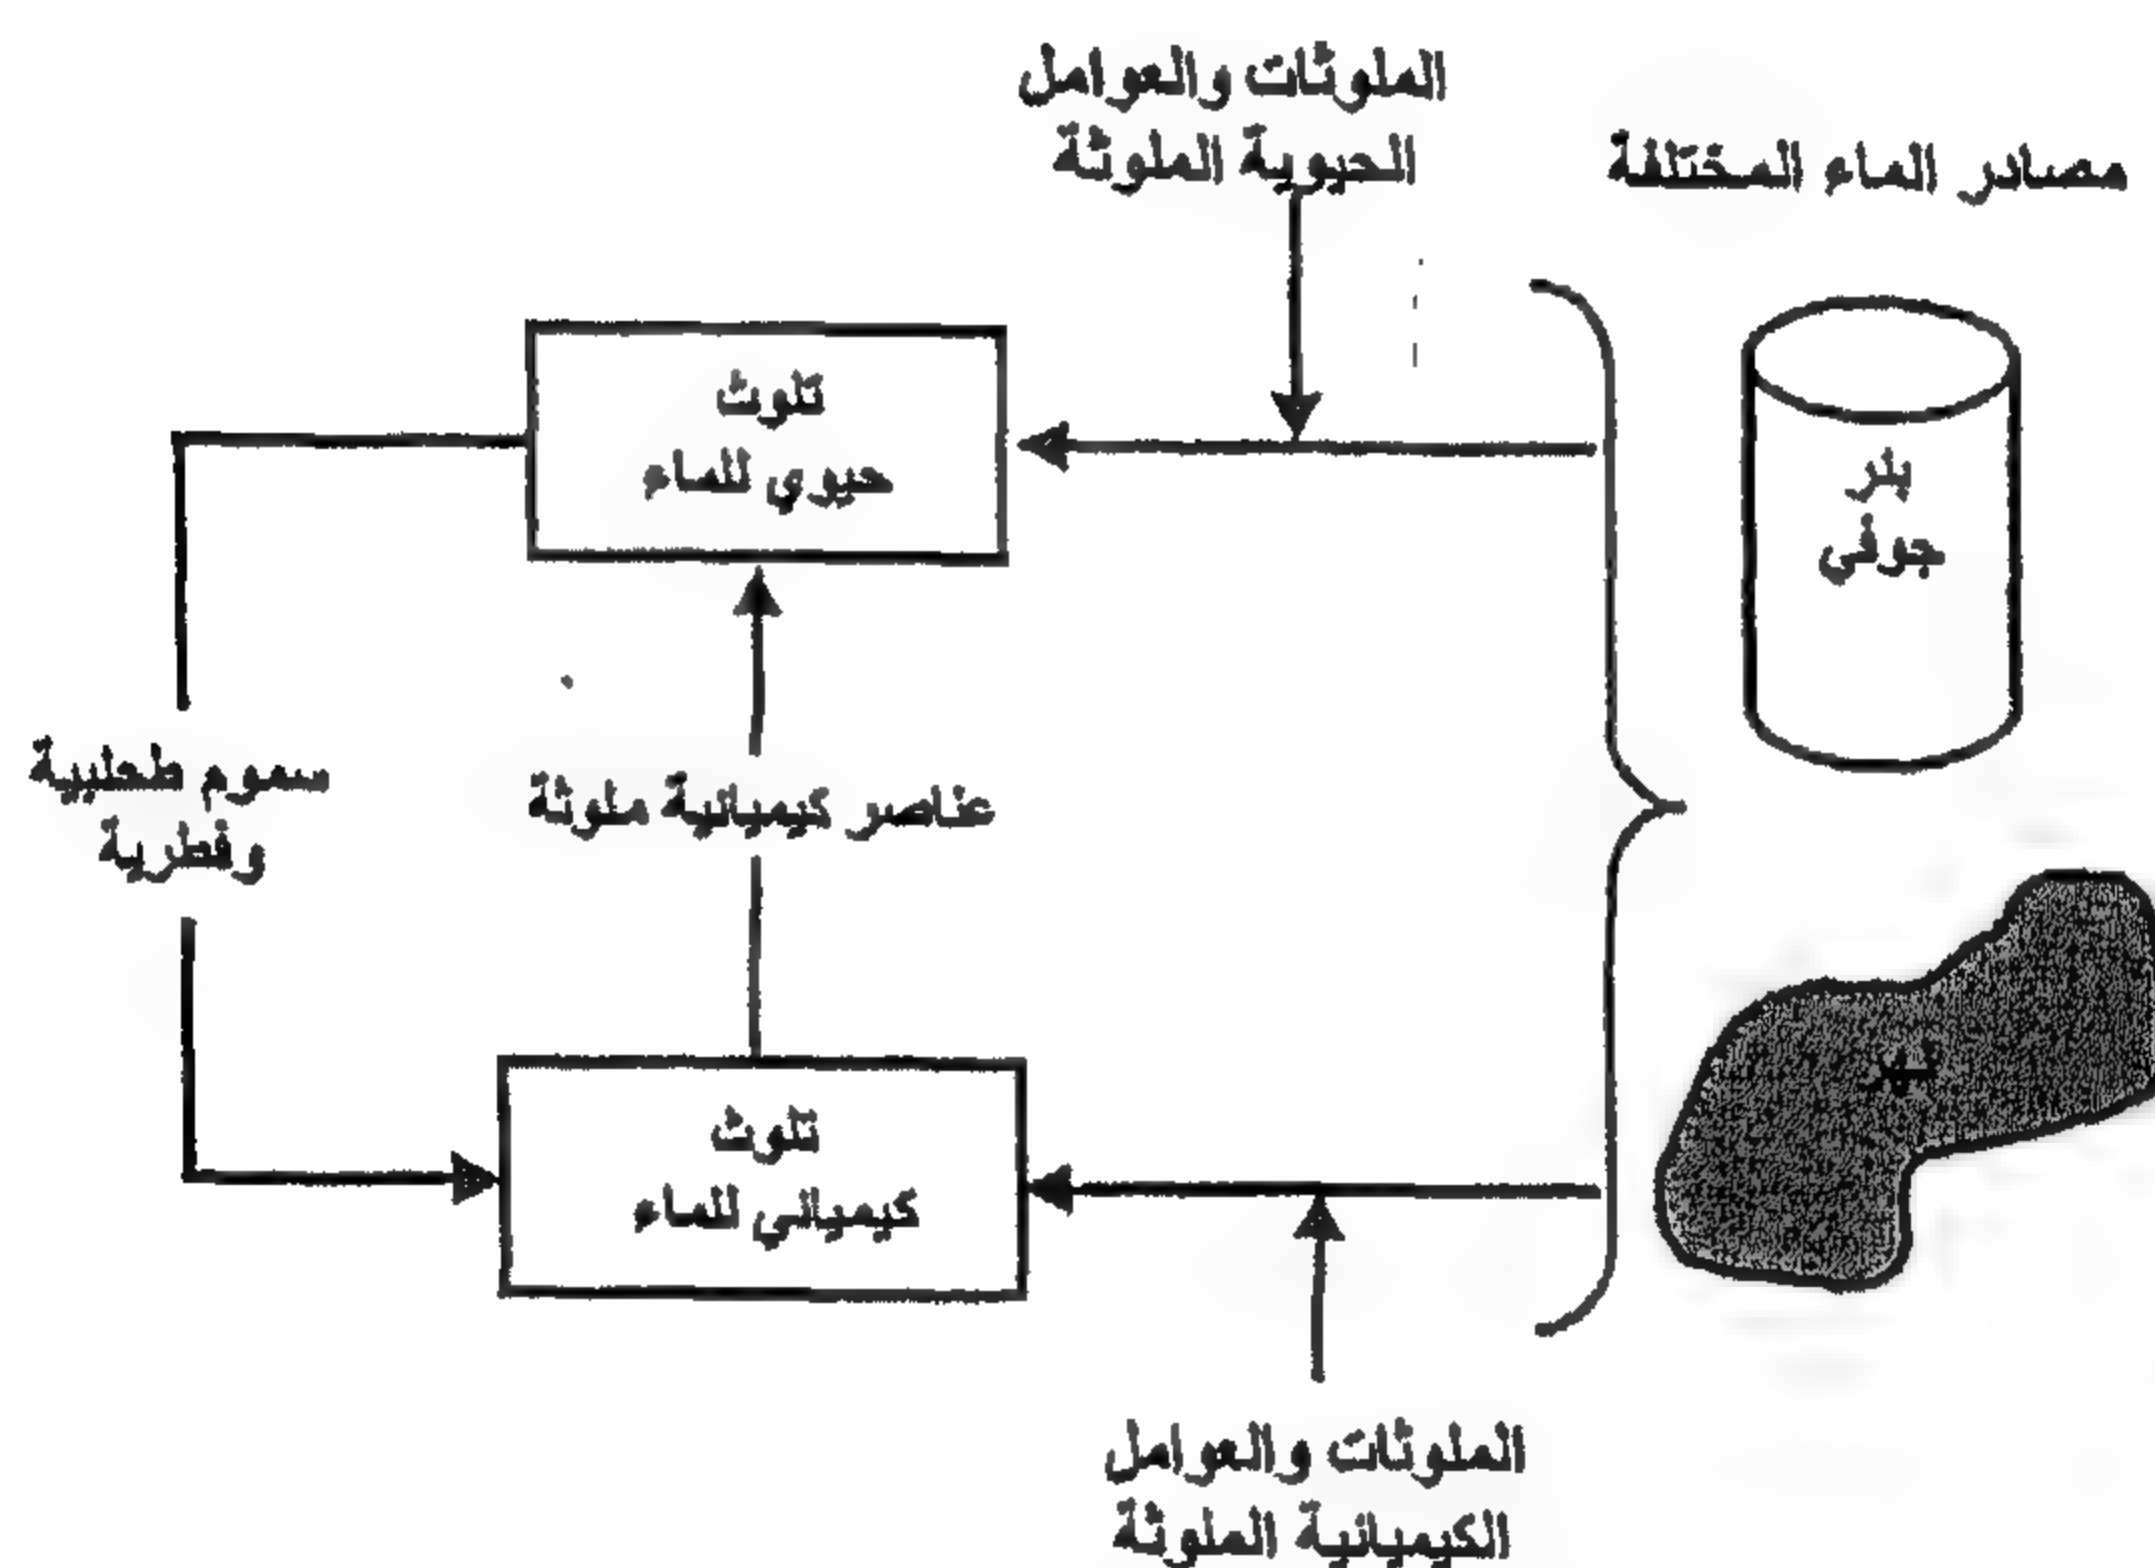 مصادر الماء المختلفة
الملوثات والعوامل
الحيوية الملوثة
بئر
جوفي
تلوث
حيوي للماء
عناصر كيميائية ملوثة
سموم طحلبية
وفطرية
نهر
تلوث
كيميائي للماء
الملوثات والعوامل
الكيميائية الملوثة